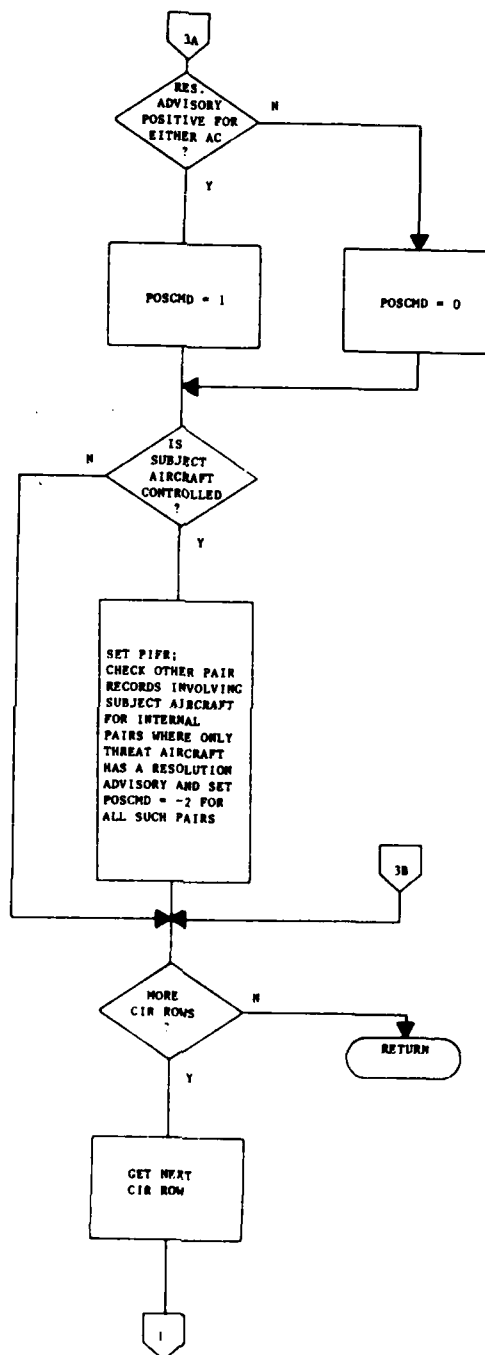 3A
RES.
ADVISORY
POSITIVE FOR
EITHER AC
?
N
Y
POSCMD = 1
POSCMD = 0
IS
SUBJECT
AIRCRAFT
CONTROLLED
?
N
Y
SET PIFR;
CHECK OTHER PAIR
RECORDS INVOLVING
SUBJECT AIRCRAFT
FOR INTERNAL
PAIRS WHERE ONLY
THREAT AIRCRAFT
HAS A RESOLUTION
ADVISORY AND SET
POSCMD = -2 FOR
ALL SUCH PAIRS
3B
MORE
CIR ROWS
?
N
RETURN
Y
GET NEXT
CIR ROW
1